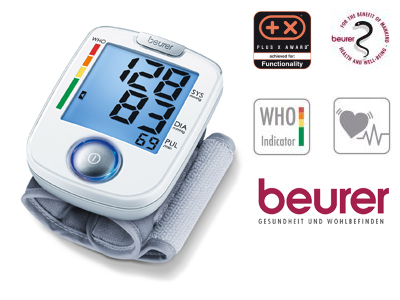 beurer
WHO
128
SYS
mmHg
83
DIA
mmHg
69
PUL
/min
PLUS X AWARD
achieved for:
Functionality
FOR THE BENEFIT OF MANKIND
beurer
HEALTH AND WELL-BEING
WHO
Indicator
beurer
GESUNDHEIT UND WOHLBEFINDEN